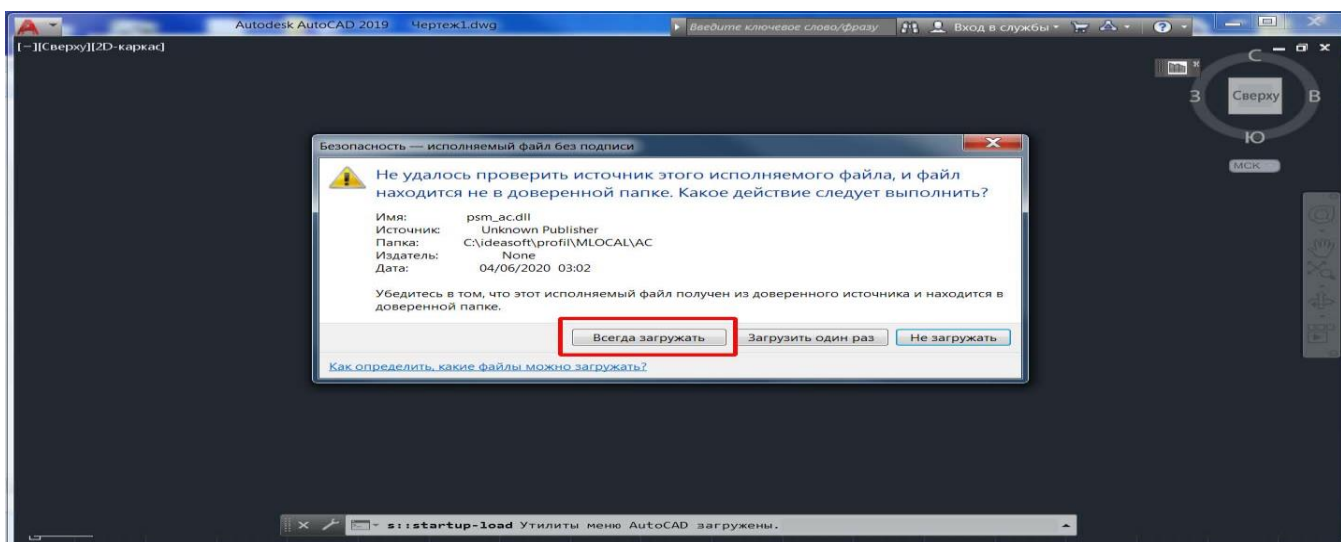 Autodesk AutoCAD 2019 Чертеж1.dwg Введите ключевое слово/фразу Вход в службы
[−][Сверху][2D-каркас]
С
З Сверху В
Ю
МСК
Безопасность — исполняемый файл без подписи
Не удалось проверить источник этого исполняемого файла, и файл
находится не в доверенной папке. Какое действие следует выполнить?
Имя: psm_ac.dll
Источник: Unknown Publisher
Папка: C:\ideasoft\profil\MLOCAL\AC
Издатель: None
Дата: 04/06/2020 03:02
Убедитесь в том, что этот исполняемый файл получен из доверенного источника и находится в
доверенной папке.
Всегда загружать Загрузить один раз Не загружать
Как определить, какие файлы можно загружать?
s::startup-load Утилиты меню AutoCAD загружены.